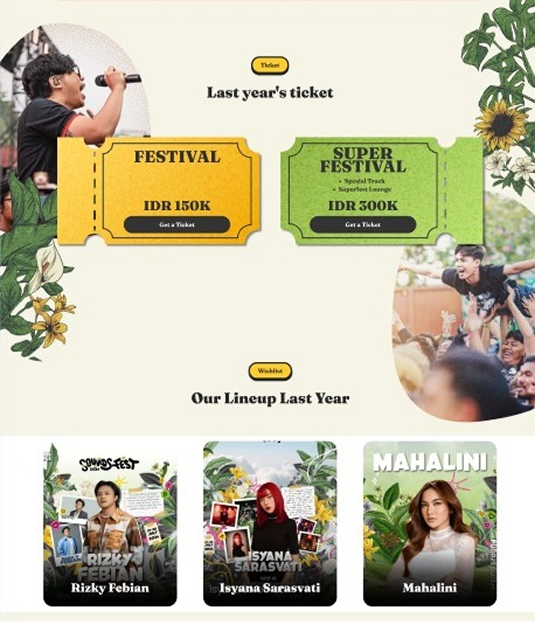 Ticket
Last year's ticket
FESTIVAL
IDR 150K
Get a Ticket
SUPER
FESTIVAL
• Spesial Track
• Superfest Lounge
IDR 300K
Get a Ticket
Wishlist
Our Lineup Last Year
SOUNDSFEST
RIZKY
FEBIAN
Rizky Febian
ISYANA
SARASVATI
Isyana Sarasvati
MAHALINI
Mahalini